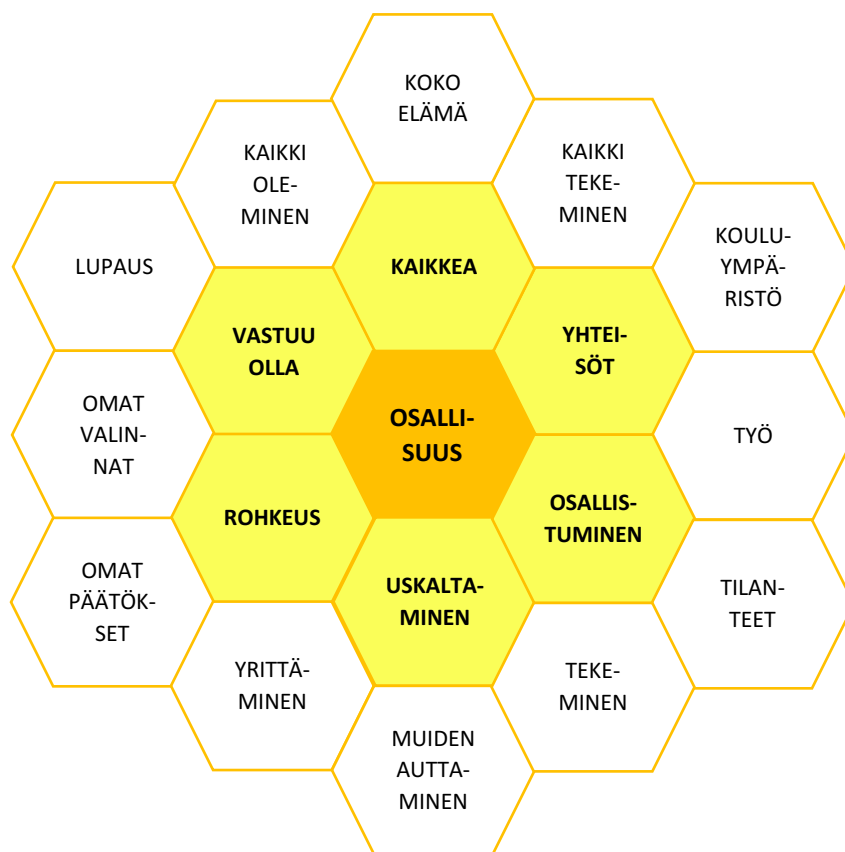 KOKO
ELÄMÄ
KAIKKI
OLE-
MINEN
KAIKKI
TEKE-
MINEN
LUPAUS
KAIKKEA
KOULU-
YMPÄ-
RISTÖ
VASTUU
OLLA
YHTEI-
SÖT
OMAT
VALIN-
NAT
OSALLI-
SUUS
TYÖ
ROHKEUS
OSALLIS-
TUMINEN
OMAT
PÄÄTÖK-
SET
USKALTA-
MINEN
TILAN-
TEET
YRITTÄ-
MINEN
TEKE-
MINEN
MUIDEN
AUTTA-
MINEN